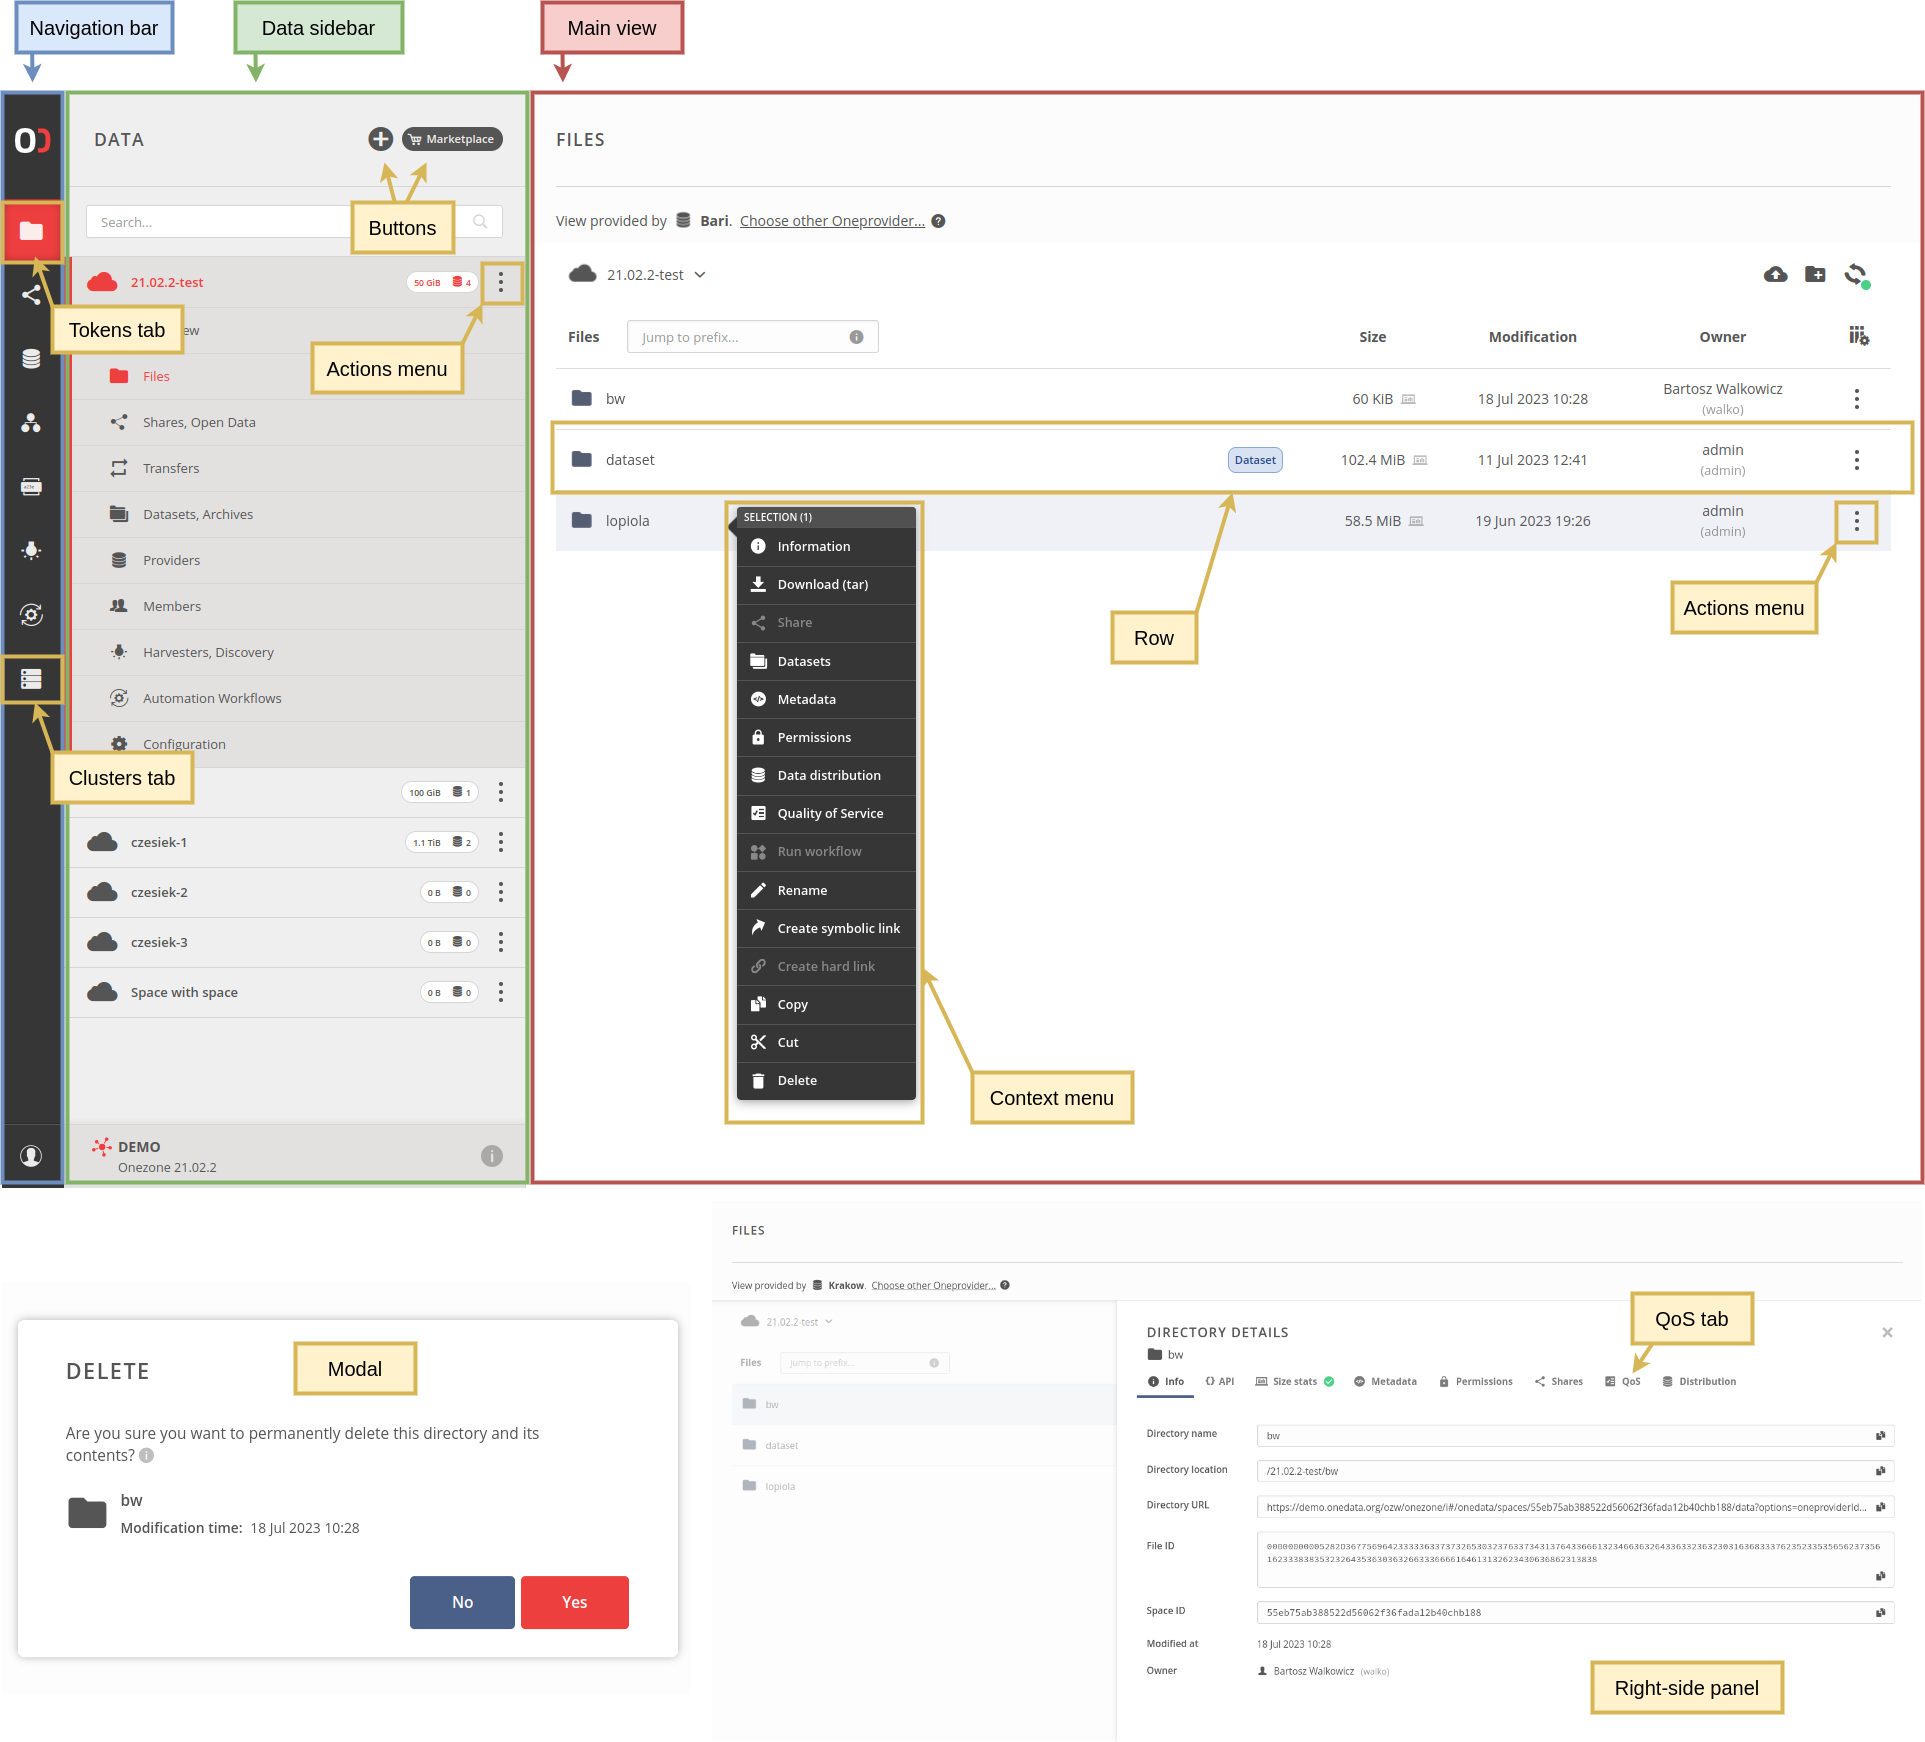 Navigation bar
Data sidebar
Main view
DATA
Marketplace
Search...
Buttons
21.02.2-test
50 GiB 4
Tokens tab
ew
Actions menu
Files
Shares, Open Data
Transfers
Datasets, Archives
Providers
Members
Harvesters, Discovery
Automation Workflows
Configuration
Clusters tab
100 GiB 1
czesiek-1
1.1 TiB 2
czesiek-2
0 B 0
czesiek-3
0 B 0
Space with space
0 B 0
DEMO
Onezone 21.02.2
FILES
View provided by Bari. Choose other Oneprovider...
21.02.2-test
Files
Jump to prefix...
Size
Modification
Owner
bw
60 KiB
18 Jul 2023 10:28
Bartosz Walkowicz
(walko)
dataset
Dataset
102.4 MiB
11 Jul 2023 12:41
admin
(admin)
lopiola
58.5 MiB
19 Jun 2023 19:26
admin
(admin)
SELECTION (1)
Information
Download (tar)
Share
Datasets
Metadata
Permissions
Data distribution
Quality of Service
Run workflow
Rename
Create symbolic link
Create hard link
Copy
Cut
Delete
Row
Actions menu
Context menu
DELETE
Modal
Are you sure you want to permanently delete this directory and its
contents?
bw
Modification time: 18 Jul 2023 10:28
No
Yes
FILES
View provided by Krakow. Choose other Oneprovider...
21.02.2-test
Files
Jump to prefix...
bw
dataset
lopiola
QoS tab
DIRECTORY DETAILS
bw
Info
API
Size stats
Metadata
Permissions
Shares
QoS
Distribution
Directory name
bw
Directory location
/21.02.2-test/bw
Directory URL
https://demo.onedata.org/ozw/onezone/i#/onedata/spaces/55eb75ab388522d56062f36fada12b40chb188/data?options=oneproviderId...
File ID
Space ID
55eb75ab388522d56062f36fada12b40chb188
Modified at
18 Jul 2023 10:28
Owner
Bartosz Walkowicz (walko)
Right-side panel